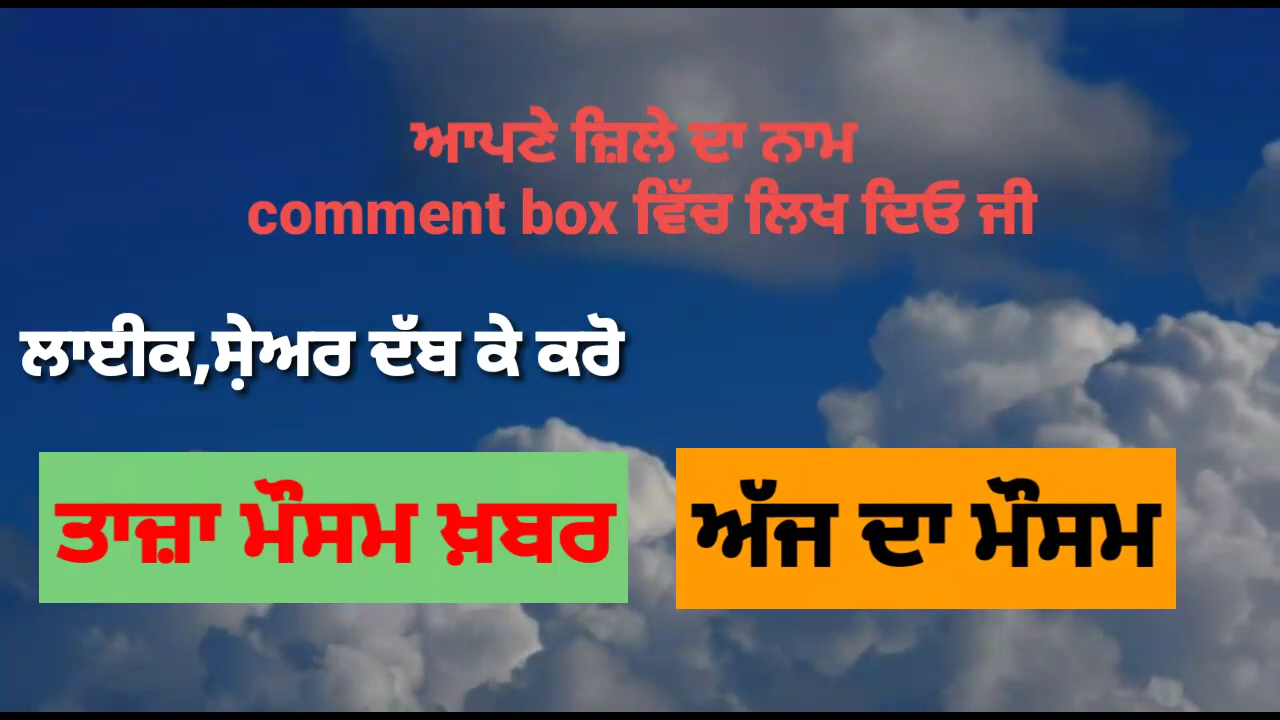 ਆਪਣੇ ਜ਼ਿਲੇ ਦਾ ਨਾਮ
comment box ਵਿੱਚ ਲਿਖ ਦਿਓ ਜੀ
ਲਾਈਕ,ਸ਼ੇਅਰ ਦੱਬ ਕੇ ਕਰੋ
ਤਾਜ਼ਾ ਮੌਸਮ ਖ਼ਬਰ
ਅੱਜ ਦਾ ਮੌਸਮ